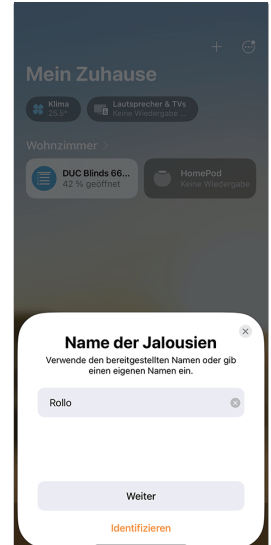 Mein Zuhause
Klima
25,5°
Lautsprecher & TVs
Keine Wiedergabe...
Wohnzimmer >
DUC Blinds 66...
42 % geöffnet
HomePod
Keine Wiedergabe
Name der Jalousien
Verwende den bereitgestellten Namen oder gib
einen eigenen Namen ein.
Rollo
Weiter
Identifizieren